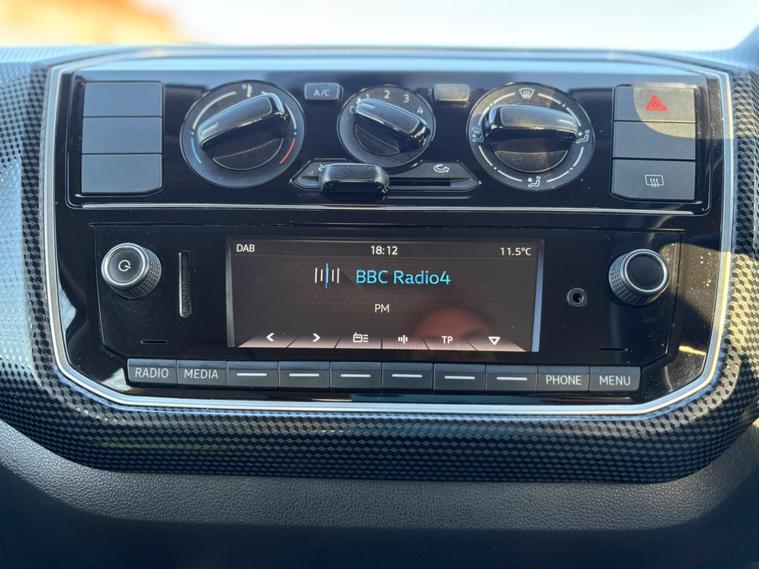 A/C
1 2 3 4
DAB 18:12 11.5°C
BBC Radio4
PM
TP
RADIO MEDIA PHONE MENU